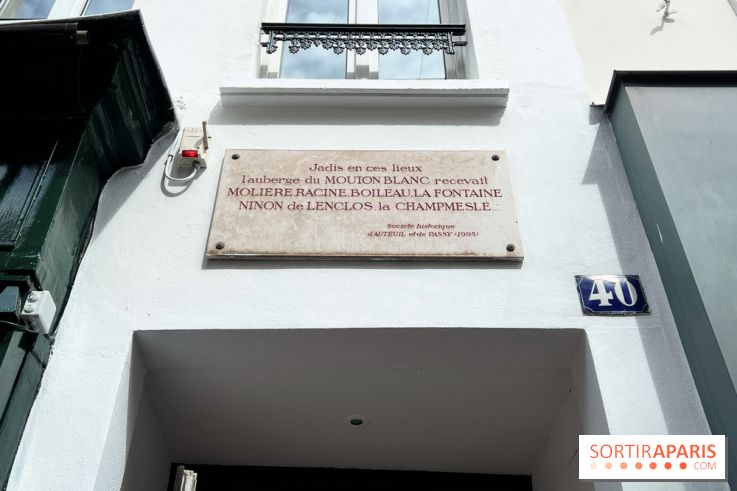 Jadis en ces lieux
l'auberge du MOUTON BLANC recevait
MOLIERE, RACINE, BOILEAU, LA FONTAINE
NINON de LENCLOS, la CHAMPMESLÉ...
Société historique
d'AUTEUIL et de PASSY (1995)
40
SORTIRAPARIS
.COM